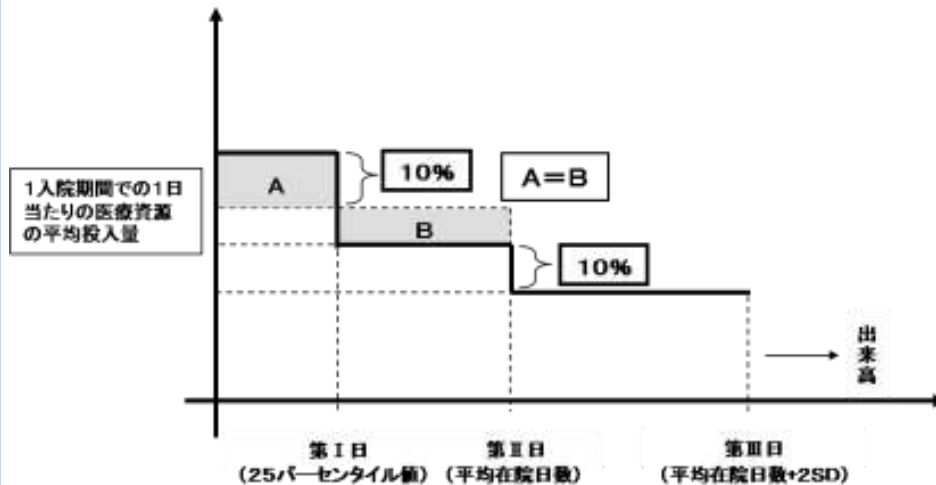 10%
A
A=B
1入院期間での1日
当たりの医療資源
の平均投入量
B
10%
出
来
高
第Ⅰ日
(25パーセンタイル値)
第Ⅱ日
(平均在院日数)
第Ⅲ日
(平均在院日数+2SD)